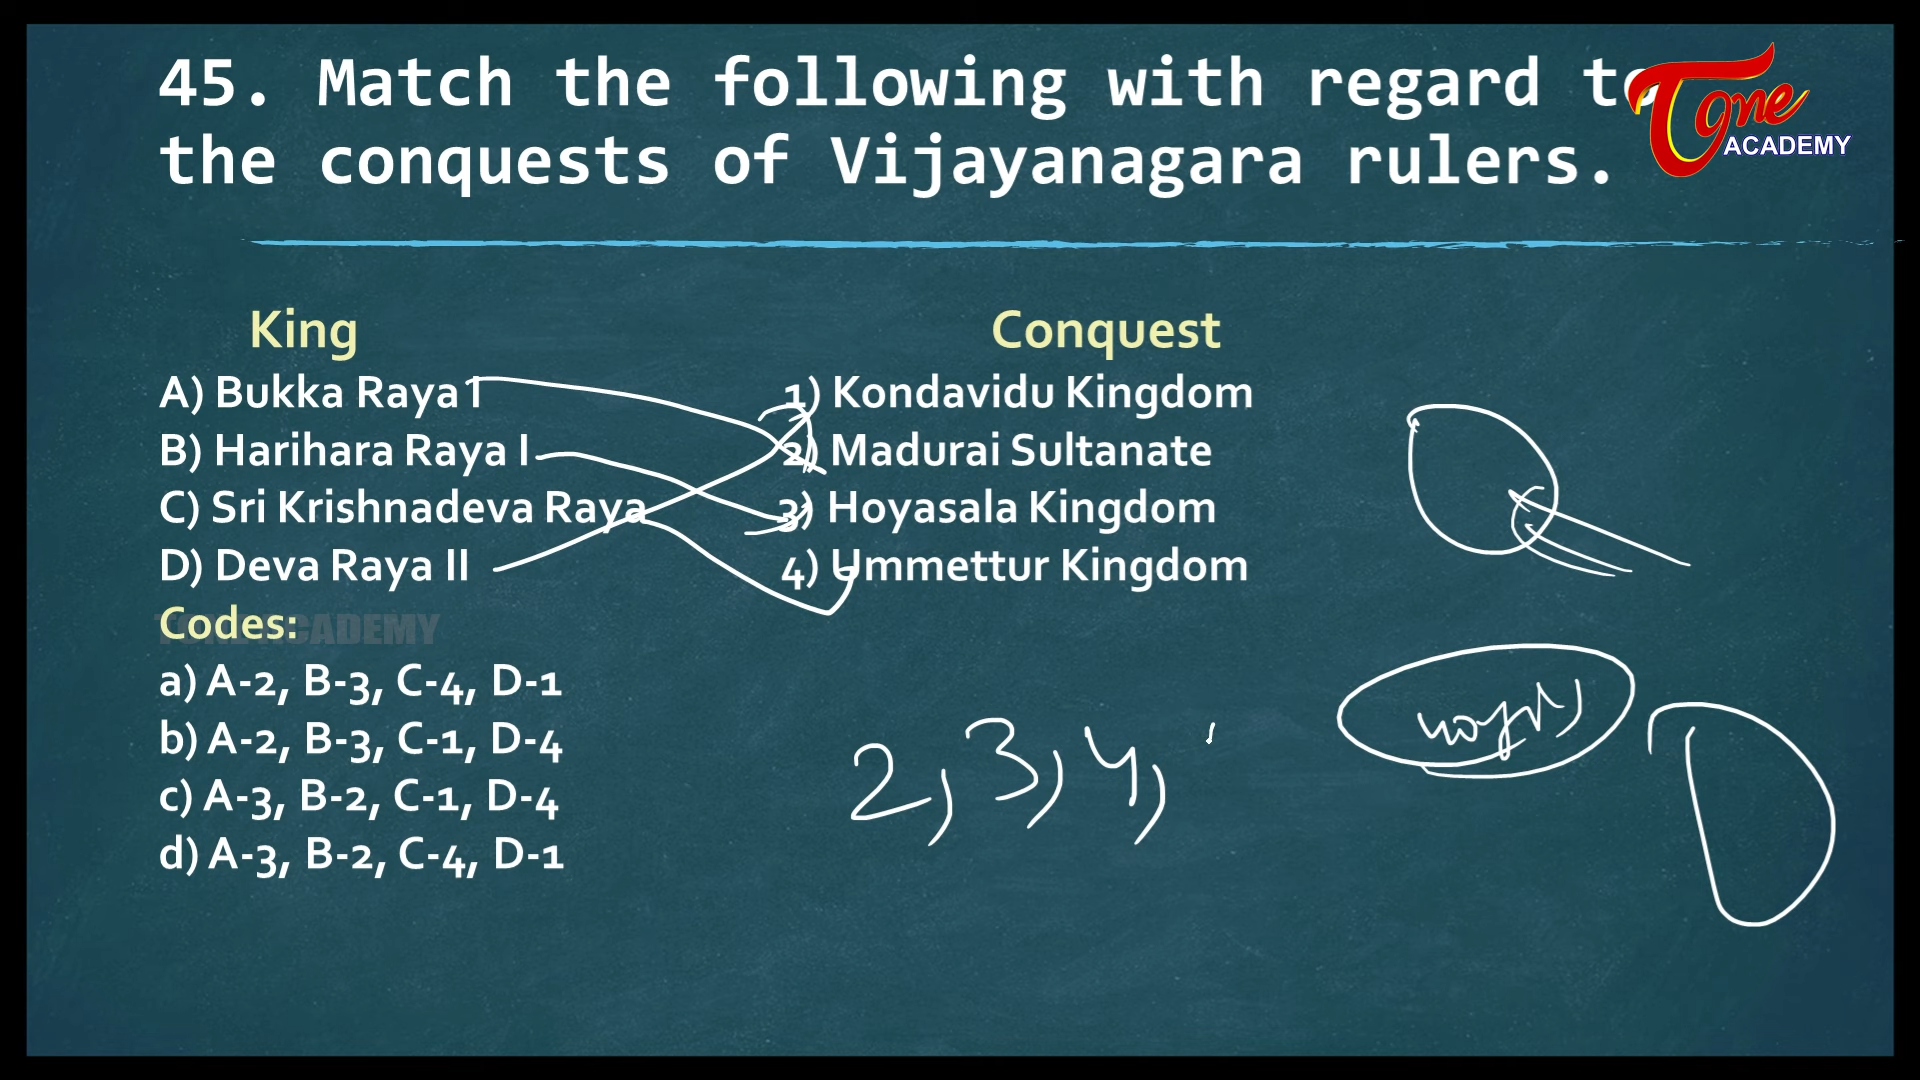 45. Match the following with regard to
the conquests of Vijayanagara rulers.
Tone
ACADEMY
King Conquest
A) Bukka Raya I 1) Kondavidu Kingdom
B) Harihara Raya I 2) Madurai Sultanate
C) Sri Krishnadeva Raya 3) Hoyasala Kingdom
D) Deva Raya II 4) Ummettur Kingdom
Codes:
TONE ACADEMY
a) A-2, B-3, C-4, D-1
b) A-2, B-3, C-1, D-4
c) A-3, B-2, C-1, D-4
d) A-3, B-2, C-4, D-1
2, 3, 4,